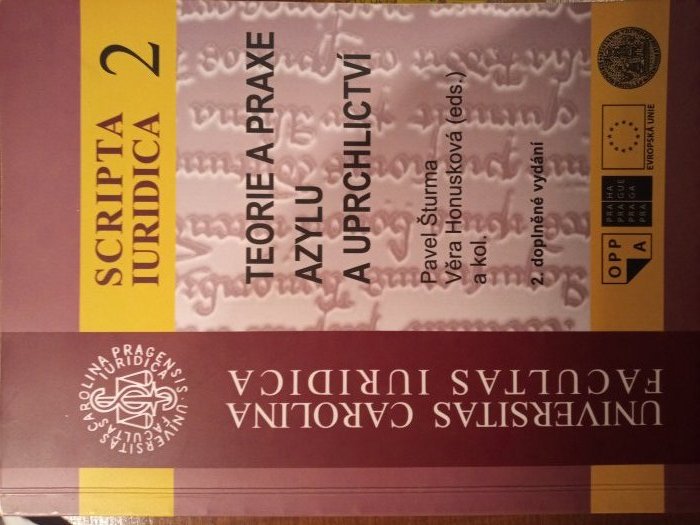 SCRIPTA
IURIDICA 2
TEORIE A PRAXE
AZYLU
A UPRCHLICTVÍ
Pavel Šturma
Věra Honusková (eds.)
a kol.
2. doplněné vydání
OPP
A
PRAHA
PRAGUE
PRAGA
PRAG
EVROPSKÁ UNIE
UNIVERSITAS CAROLINA PRAGENSIS
FACULTAS IURIDICA
UNIVERSITAS CAROLINA
FACULTAS IURIDICA